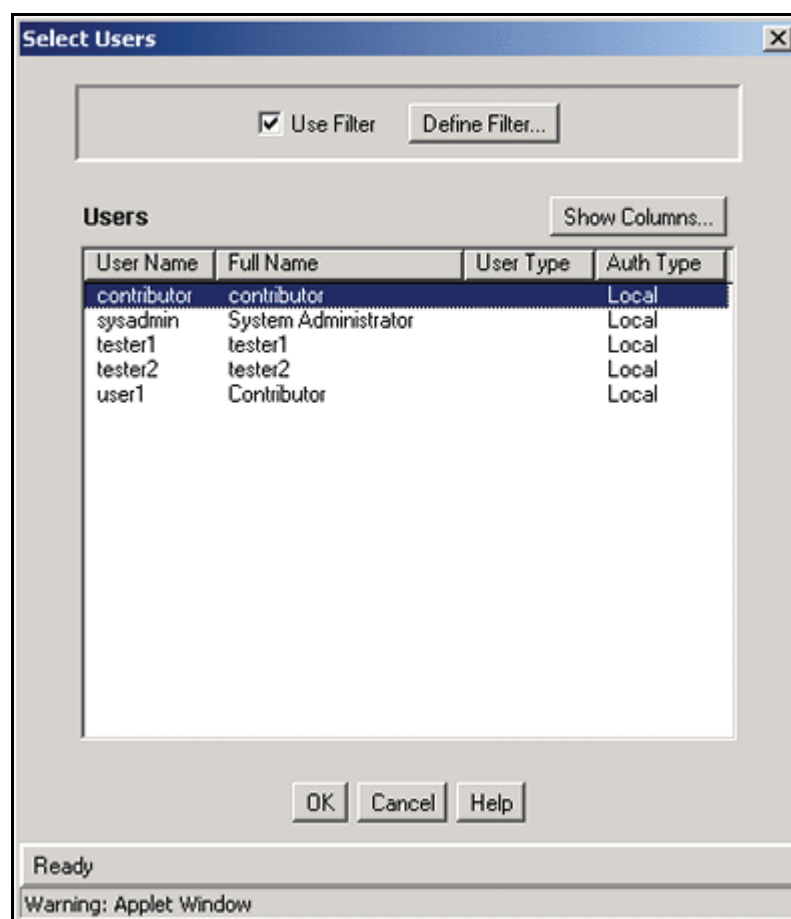 Select Users
Use Filter Define Filter...
Users Show Columns...
User Name Full Name User Type Auth Type
contributor contributor Local
sysadmin System Administrator Local
tester1 tester1 Local
tester2 tester2 Local
user1 Contributor Local
OK Cancel Help
Ready
Warning: Applet Window